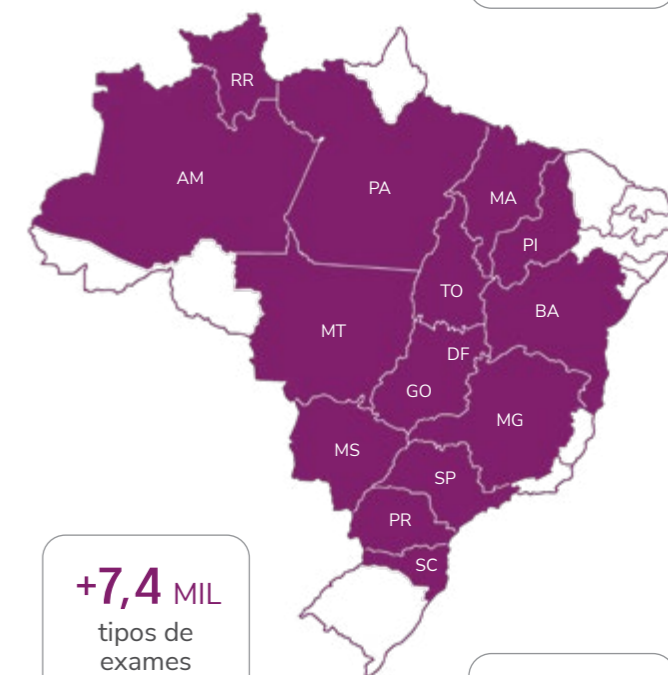 RR
AM
PA
MA
PI
TO
BA
MT
DF
GO
MG
MS
SP
PR
SC
+7,4 MIL
tipos de
exames